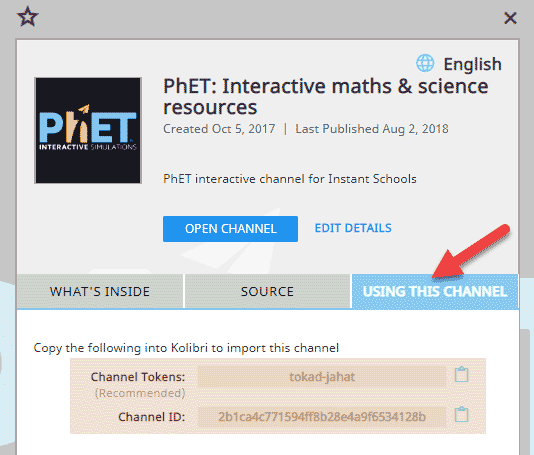 English
PhET: Interactive maths & science
resources
Created Oct 5, 2017 | Last Published Aug 2, 2018
PhET
INTERACTIVE SIMULATIONS
PhET interactive channel for Instant Schools
OPEN CHANNEL EDIT DETAILS
WHAT'S INSIDE SOURCE USING THIS CHANNEL
Copy the following into Kolibri to import this channel
Channel Tokens: tokad-jahat
(Recommended)
Channel ID: 2b1ca4c771594ff8b28e4a9f6534128b